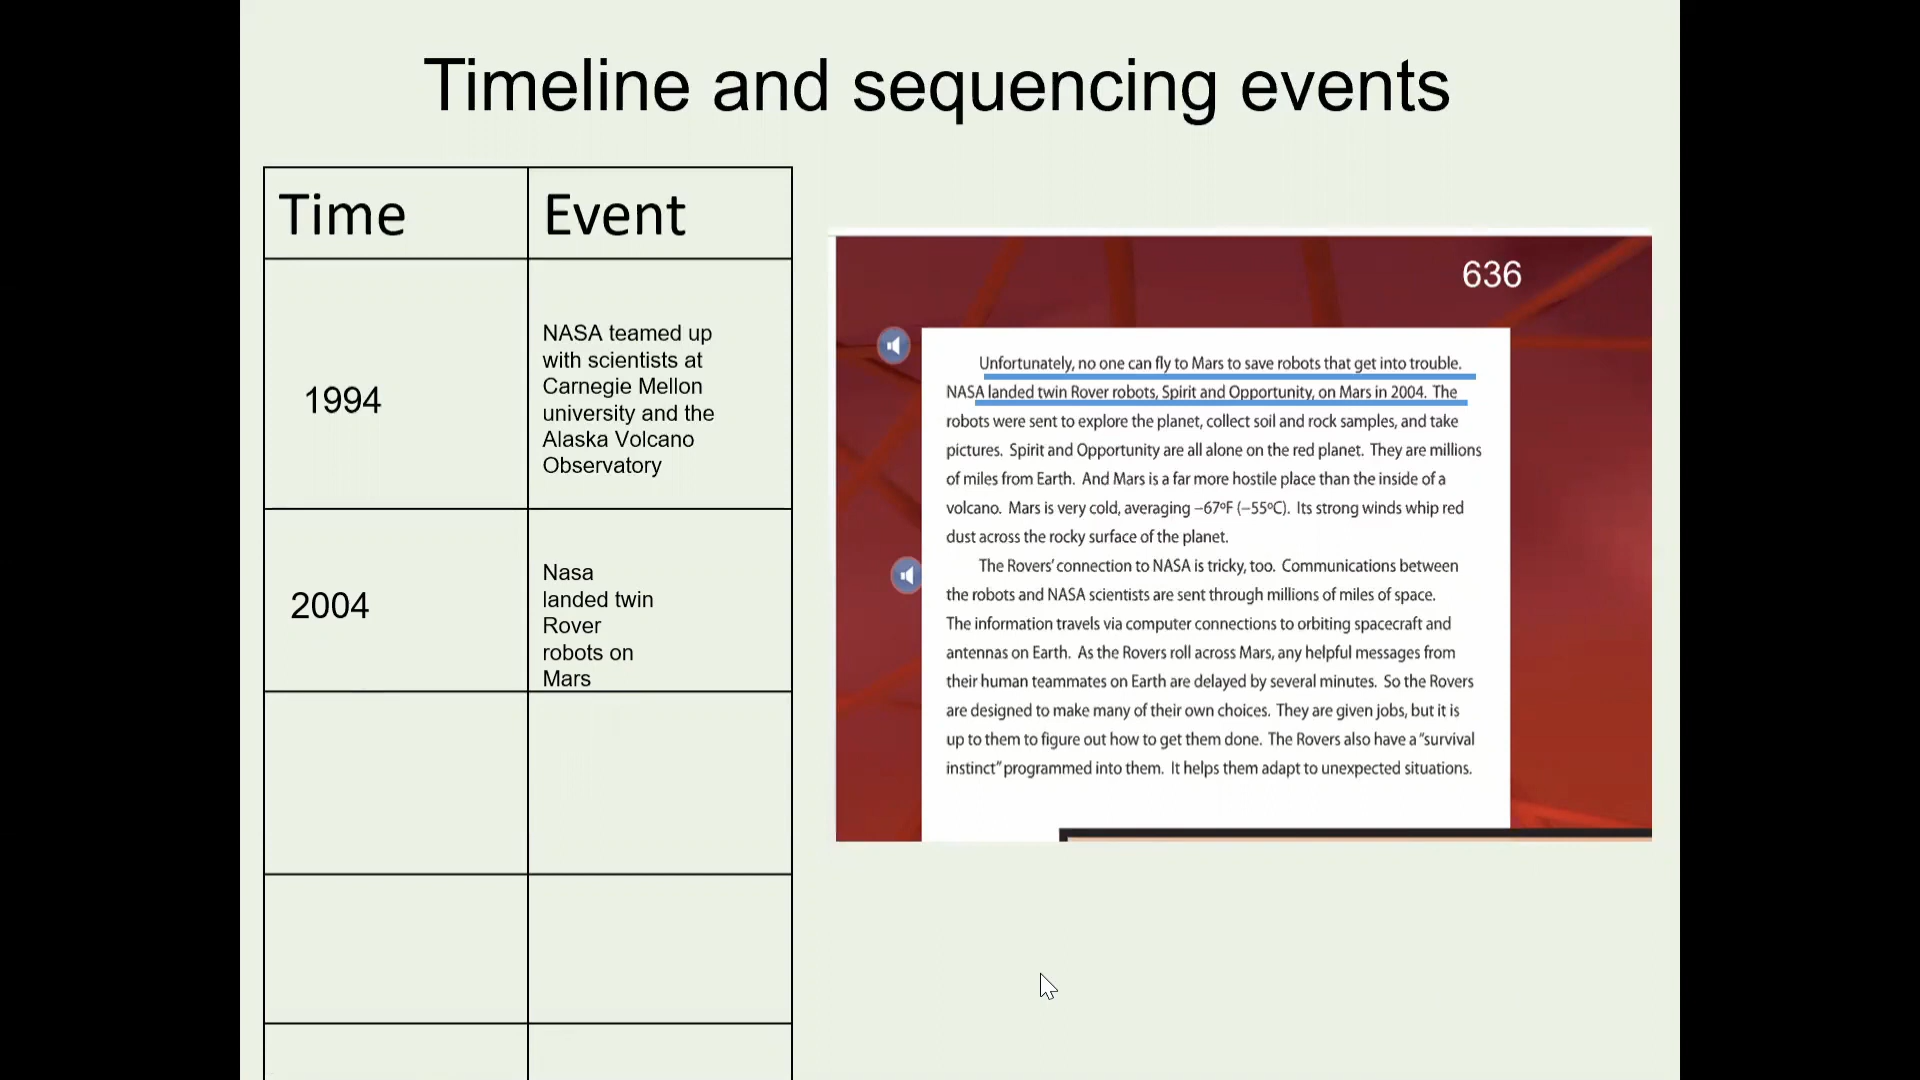 Timeline and sequencing events
Time
Event
1994
NASA teamed up
with scientists at
Carnegie Mellon
university and the
Alaska Volcano
Observatory
2004
Nasa
landed twin
Rover
robots on
Mars
636
Unfortunately, no one can fly to Mars to save robots that get into trouble.
NASA landed twin Rover robots, Spirit and Opportunity, on Mars in 2004. The
robots were sent to explore the planet, collect soil and rock samples, and take
pictures. Spirit and Opportunity are all alone on the red planet. They are millions
of miles from Earth. And Mars is a far more hostile place than the inside of a
volcano. Mars is very cold, averaging –67ºF (–55ºC). Its strong winds whip red
dust across the rocky surface of the planet.
The Rovers' connection to NASA is tricky, too. Communications between
the robots and NASA scientists are sent through millions of miles of space.
The information travels via computer connections to orbiting spacecraft and
antennas on Earth. As the Rovers roll across Mars, any helpful messages from
their human teammates on Earth are delayed by several minutes. So the Rovers
are designed to make many of their own choices. They are given jobs, but it is
up to them to figure out how to get them done. The Rovers also have a "survival
instinct" programmed into them. It helps them adapt to unexpected situations.